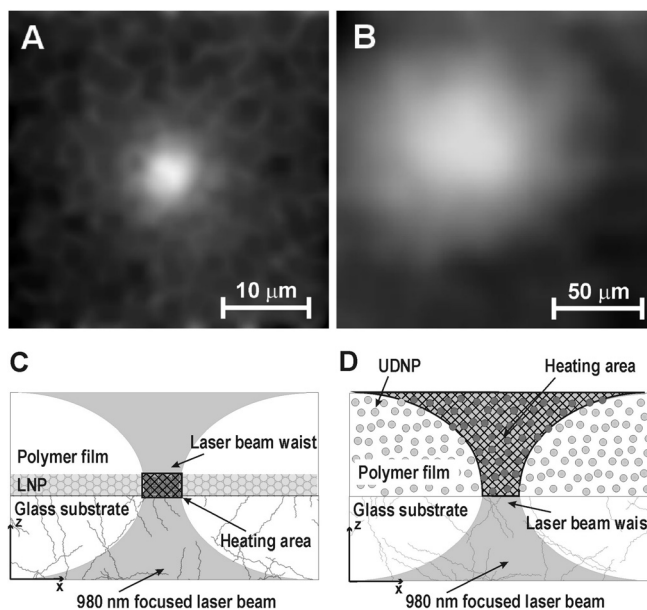 A
B
10 μm
50 μm
C
D
UDNP
Heating area
Laser beam waist
Polymer film
LNP
Glass substrate
z
Heating area
x
980 nm focused laser beam
Polymer film
Glass substrate
z
Laser beam wais
x
980 nm focused laser beam